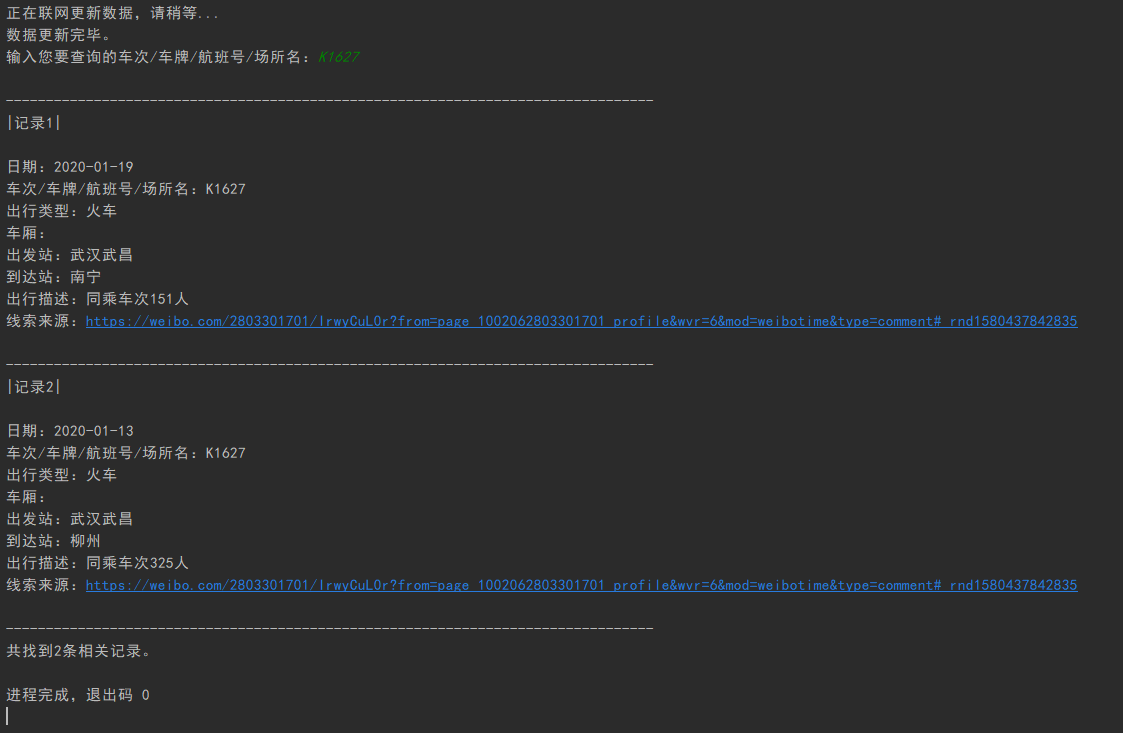 正在联网更新数据，请稍等...
数据更新完毕。
输入您要查询的车次/车牌/航班号/场所名：K1627
---------------------------------------------------------------------------------
|记录1|
日期：2020-01-19
车次/车牌/航班号/场所名：K1627
出行类型：火车
车厢：
出发站：武汉武昌
到达站：南宁
出行描述：同乘车次151人
线索来源：https://weibo.com/2803301701/IrwyCuL0r?from=page_1002062803301701_profile&wvr=6&mod=weibotime&type=comment#_rnd1580437842835
---------------------------------------------------------------------------------
|记录2|
日期：2020-01-13
车次/车牌/航班号/场所名：K1627
出行类型：火车
车厢：
出发站：武汉武昌
到达站：柳州
出行描述：同乘车次325人
线索来源：https://weibo.com/2803301701/IrwyCuL0r?from=page_1002062803301701_profile&wvr=6&mod=weibotime&type=comment#_rnd1580437842835
---------------------------------------------------------------------------------
共找到2条相关记录。
进程完成，退出码 0